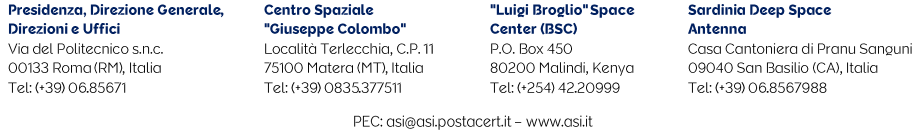 Presidenza, Direzione Generale,
Direzioni e Uffici
Via del Politecnico s.n.c.
00133 Roma (RM), Italia
Tel: (+39) 06.85671
Centro Spaziale
"Giuseppe Colombo"
Località Terlecchia, C.P. 11
75100 Matera (MT), Italia
Tel: (+39) 0835.377511
"Luigi Broglio" Space
Center (BSC)
P.O. Box 450
80200 Malindi, Kenya
Tel: (+254) 42.20999
Sardinia Deep Space
Antenna
Casa Cantoniera di Pranu Sanguni
09040 San Basilio (CA), Italia
Tel: (+39) 06.8567988
PEC: asi@asi.postacert.it – www.asi.it